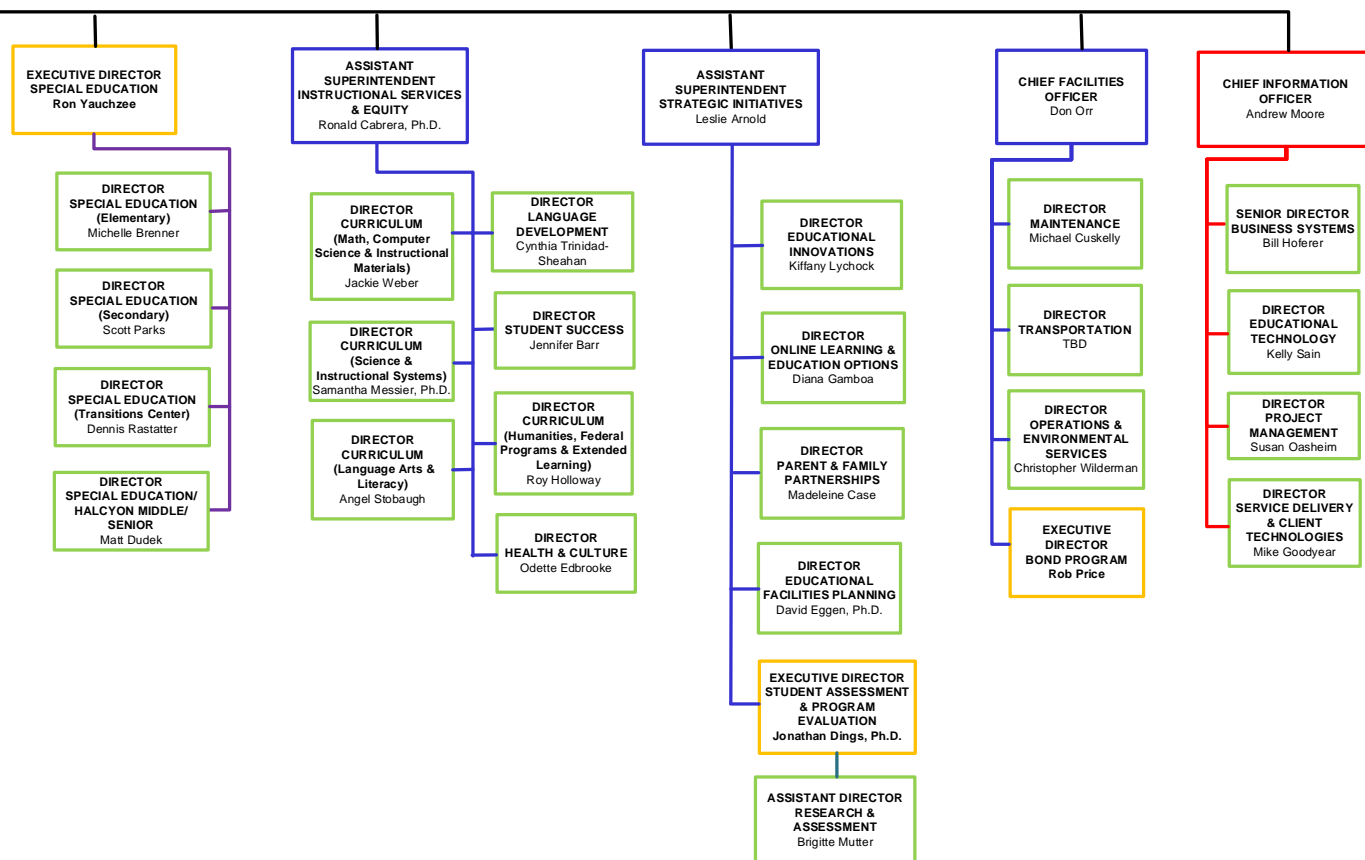 EXECUTIVE DIRECTOR
SPECIAL EDUCATION
Ron Yauchzee
DIRECTOR
SPECIAL EDUCATION
(Elementary)
Michelle Brenner
DIRECTOR
SPECIAL EDUCATION
(Secondary)
Scott Parks
DIRECTOR
SPECIAL EDUCATION
(Transitions Center)
Dennis Rastatter
DIRECTOR
SPECIAL EDUCATION/
HALCYON MIDDLE/
SENIOR
Matt Dudek
ASSISTANT
SUPERINTENDENT
INSTRUCTIONAL SERVICES
& EQUITY
Ronald Cabrera, Ph.D.
DIRECTOR
CURRICULUM
(Math, Computer
Science & Instructional
Materials)
Jackie Weber
DIRECTOR
CURRICULUM
(Science &
Instructional Systems)
Samantha Messier, Ph.D.
DIRECTOR
CURRICULUM
(Language Arts &
Literacy)
Angel Stobaugh
DIRECTOR
LANGUAGE
DEVELOPMENT
Cynthia Trinidad-
Sheahan
DIRECTOR
STUDENT SUCCESS
Jennifer Barr
DIRECTOR
CURRICULUM
(Humanities, Federal
Programs & Extended
Learning)
Roy Holloway
DIRECTOR
HEALTH & CULTURE
Odette Edbrooke
ASSISTANT
SUPERINTENDENT
STRATEGIC INITIATIVES
Leslie Arnold
DIRECTOR
EDUCATIONAL
INNOVATIONS
Kiffany Lychock
DIRECTOR
ONLINE LEARNING &
EDUCATION OPTIONS
Diana Gamboa
DIRECTOR
PARENT & FAMILY
PARTNERSHIPS
Madeleine Case
DIRECTOR
EDUCATIONAL
FACILITIES PLANNING
David Eggen, Ph.D.
EXECUTIVE DIRECTOR
STUDENT ASSESSMENT
& PROGRAM
EVALUATION
Jonathan Dings, Ph.D.
ASSISTANT DIRECTOR
RESEARCH &
ASSESSMENT
Brigitte Mutter
CHIEF FACILITIES
OFFICER
Don Orr
DIRECTOR
MAINTENANCE
Michael Cuskelly
DIRECTOR
TRANSPORTATION
TBD
DIRECTOR
OPERATIONS &
ENVIRONMENTAL
SERVICES
Christopher Wilderman
EXECUTIVE
DIRECTOR
BOND PROGRAM
Rob Price
CHIEF INFORMATION
OFFICER
Andrew Moore
SENIOR DIRECTOR
BUSINESS SYSTEMS
Bill Hoferer
DIRECTOR
EDUCATIONAL
TECHNOLOGY
Kelly Sain
DIRECTOR
PROJECT
MANAGEMENT
Susan Oasheim
DIRECTOR
SERVICE DELIVERY
& CLIENT
TECHNOLOGIES
Mike Goodyear